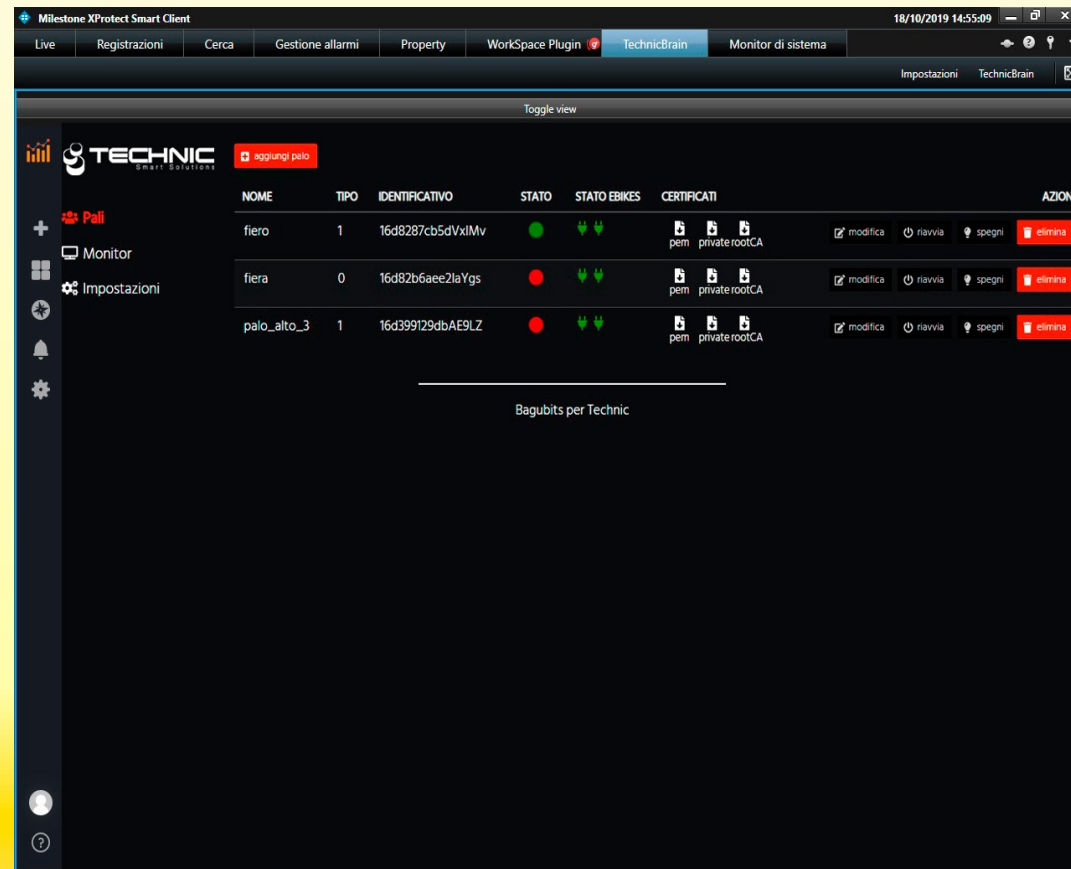 Milestone XProtect Smart Client 18/10/2019 14:55:09
Live Registrazioni Cerca Gestione allarmi Property WorkSpace Plugin TechnicBrain Monitor di sistema
Impostazioni TechnicBrain
Toggle view
TECHNIC
Smart Solutions
aggiungi palo
NOME TIPO IDENTIFICATIVO STATO STATO EBIKES CERTIFICATI AZION
Pali
Monitor
Impostazioni
fiero 1 16d8287cb5dVxIMv pem private rootCA modifica riavvia spegni elimina
fiera 0 16d82b6aee2IaYgs pem private rootCA modifica riavvia spegni elimina
palo_alto_3 1 16d399129dbAE9LZ pem private rootCA modifica riavvia spegni elimina
Bagubits per Technic